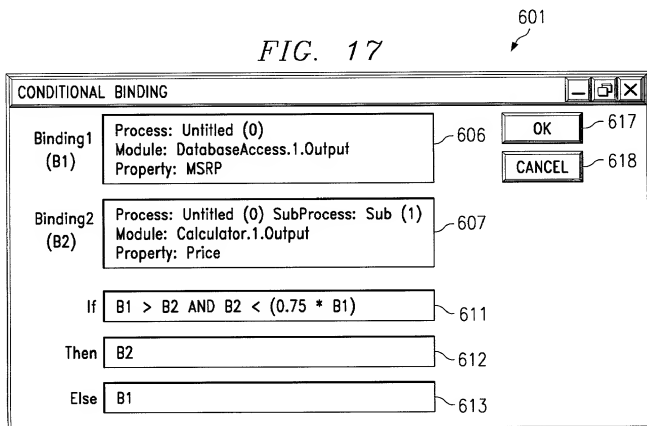 601
FIG. 17
CONDITIONAL BINDING
Binding1
(B1)
Process: Untitled (0)
Module: DatabaseAccess.1.Output
Property: MSRP
606
OK
617
CANCEL
618
Binding2
(B2)
Process: Untitled (0) SubProcess: Sub (1)
Module: Calculator.1.Output
Property: Price
607
If
B1 > B2 AND B2 < (0.75 * B1)
611
Then
B2
612
Else
B1
613